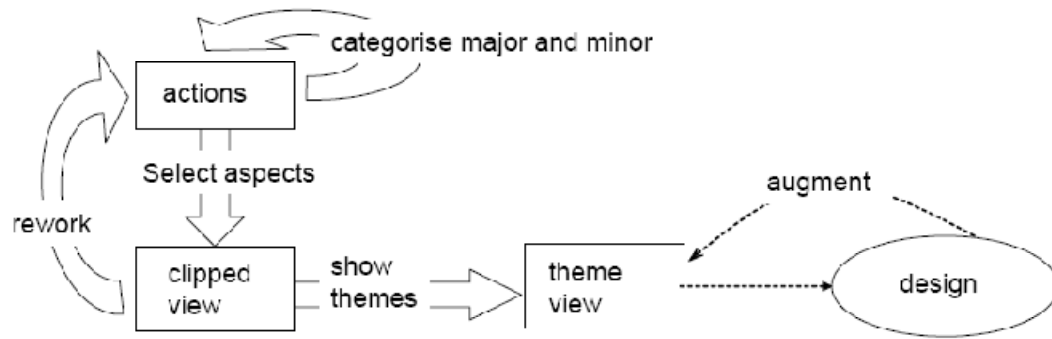 categorise major and minor
actions
Select aspects
augment
rework
clipped
view
show
themes
theme
view
design